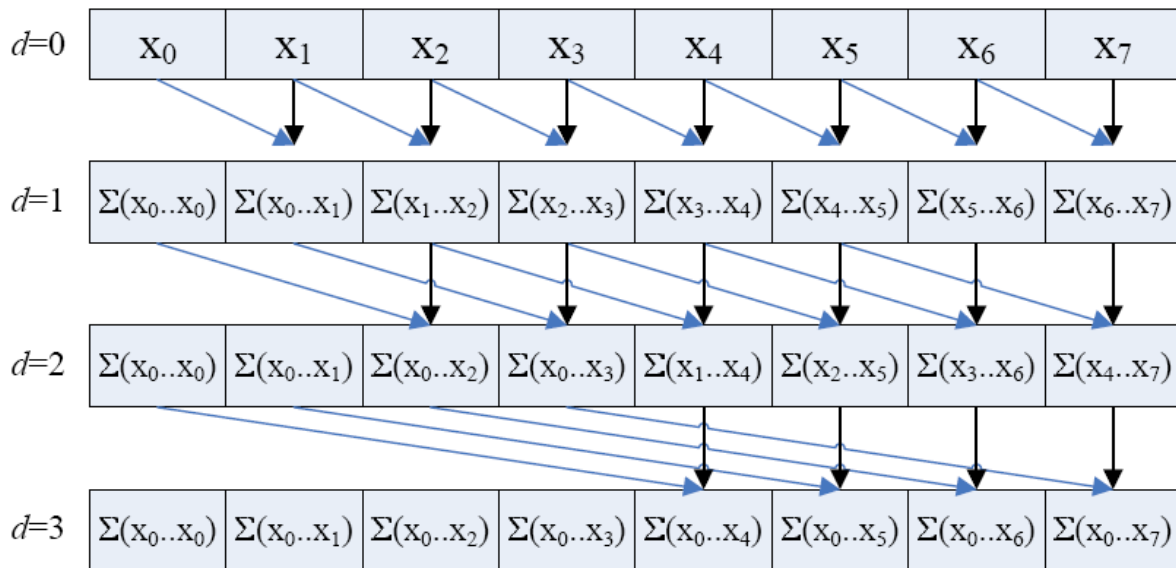 d=0 x₀ x₁ x₂ x₃ x₄ x₅ x₆ x₇
d=1 Σ(x₀..x₀) Σ(x₀..x₁) Σ(x₁..x₂) Σ(x₂..x₃) Σ(x₃..x₄) Σ(x₄..x₅) Σ(x₅..x₆) Σ(x₆..x₇)
d=2 Σ(x₀..x₀) Σ(x₀..x₁) Σ(x₀..x₂) Σ(x₀..x₃) Σ(x₁..x₄) Σ(x₂..x₅) Σ(x₃..x₆) Σ(x₄..x₇)
d=3 Σ(x₀..x₀) Σ(x₀..x₁) Σ(x₀..x₂) Σ(x₀..x₃) Σ(x₀..x₄) Σ(x₀..x₅) Σ(x₀..x₆) Σ(x₀..x₇)